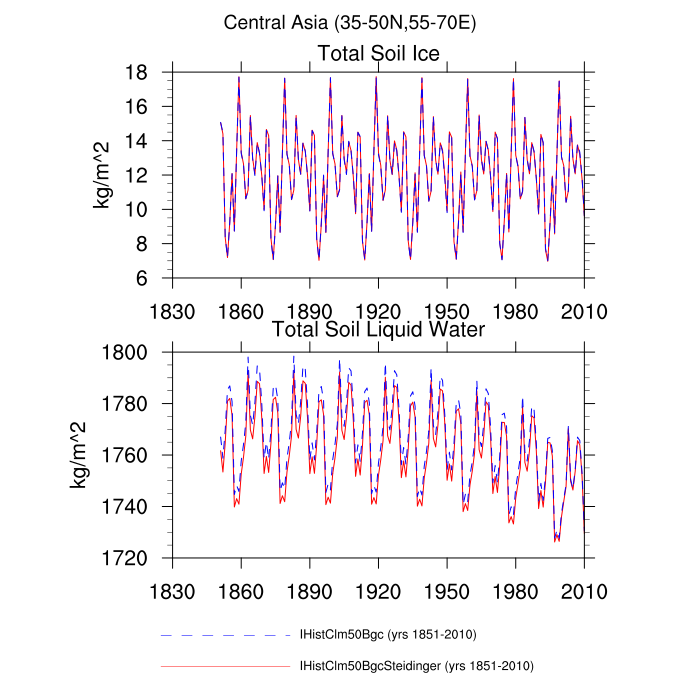 Central Asia (35-50N,55-70E)
Total Soil Ice
18
16
14
12
10
8
6
kg/m^2
1830 1860 1890 1920 1950 1980 2010
Total Soil Liquid Water
1800
1780
1760
1740
1720
kg/m^2
1830 1860 1890 1920 1950 1980 2010
IHistClm50Bgc (yrs 1851-2010)
IHistClm50BgcSteidinger (yrs 1851-2010)